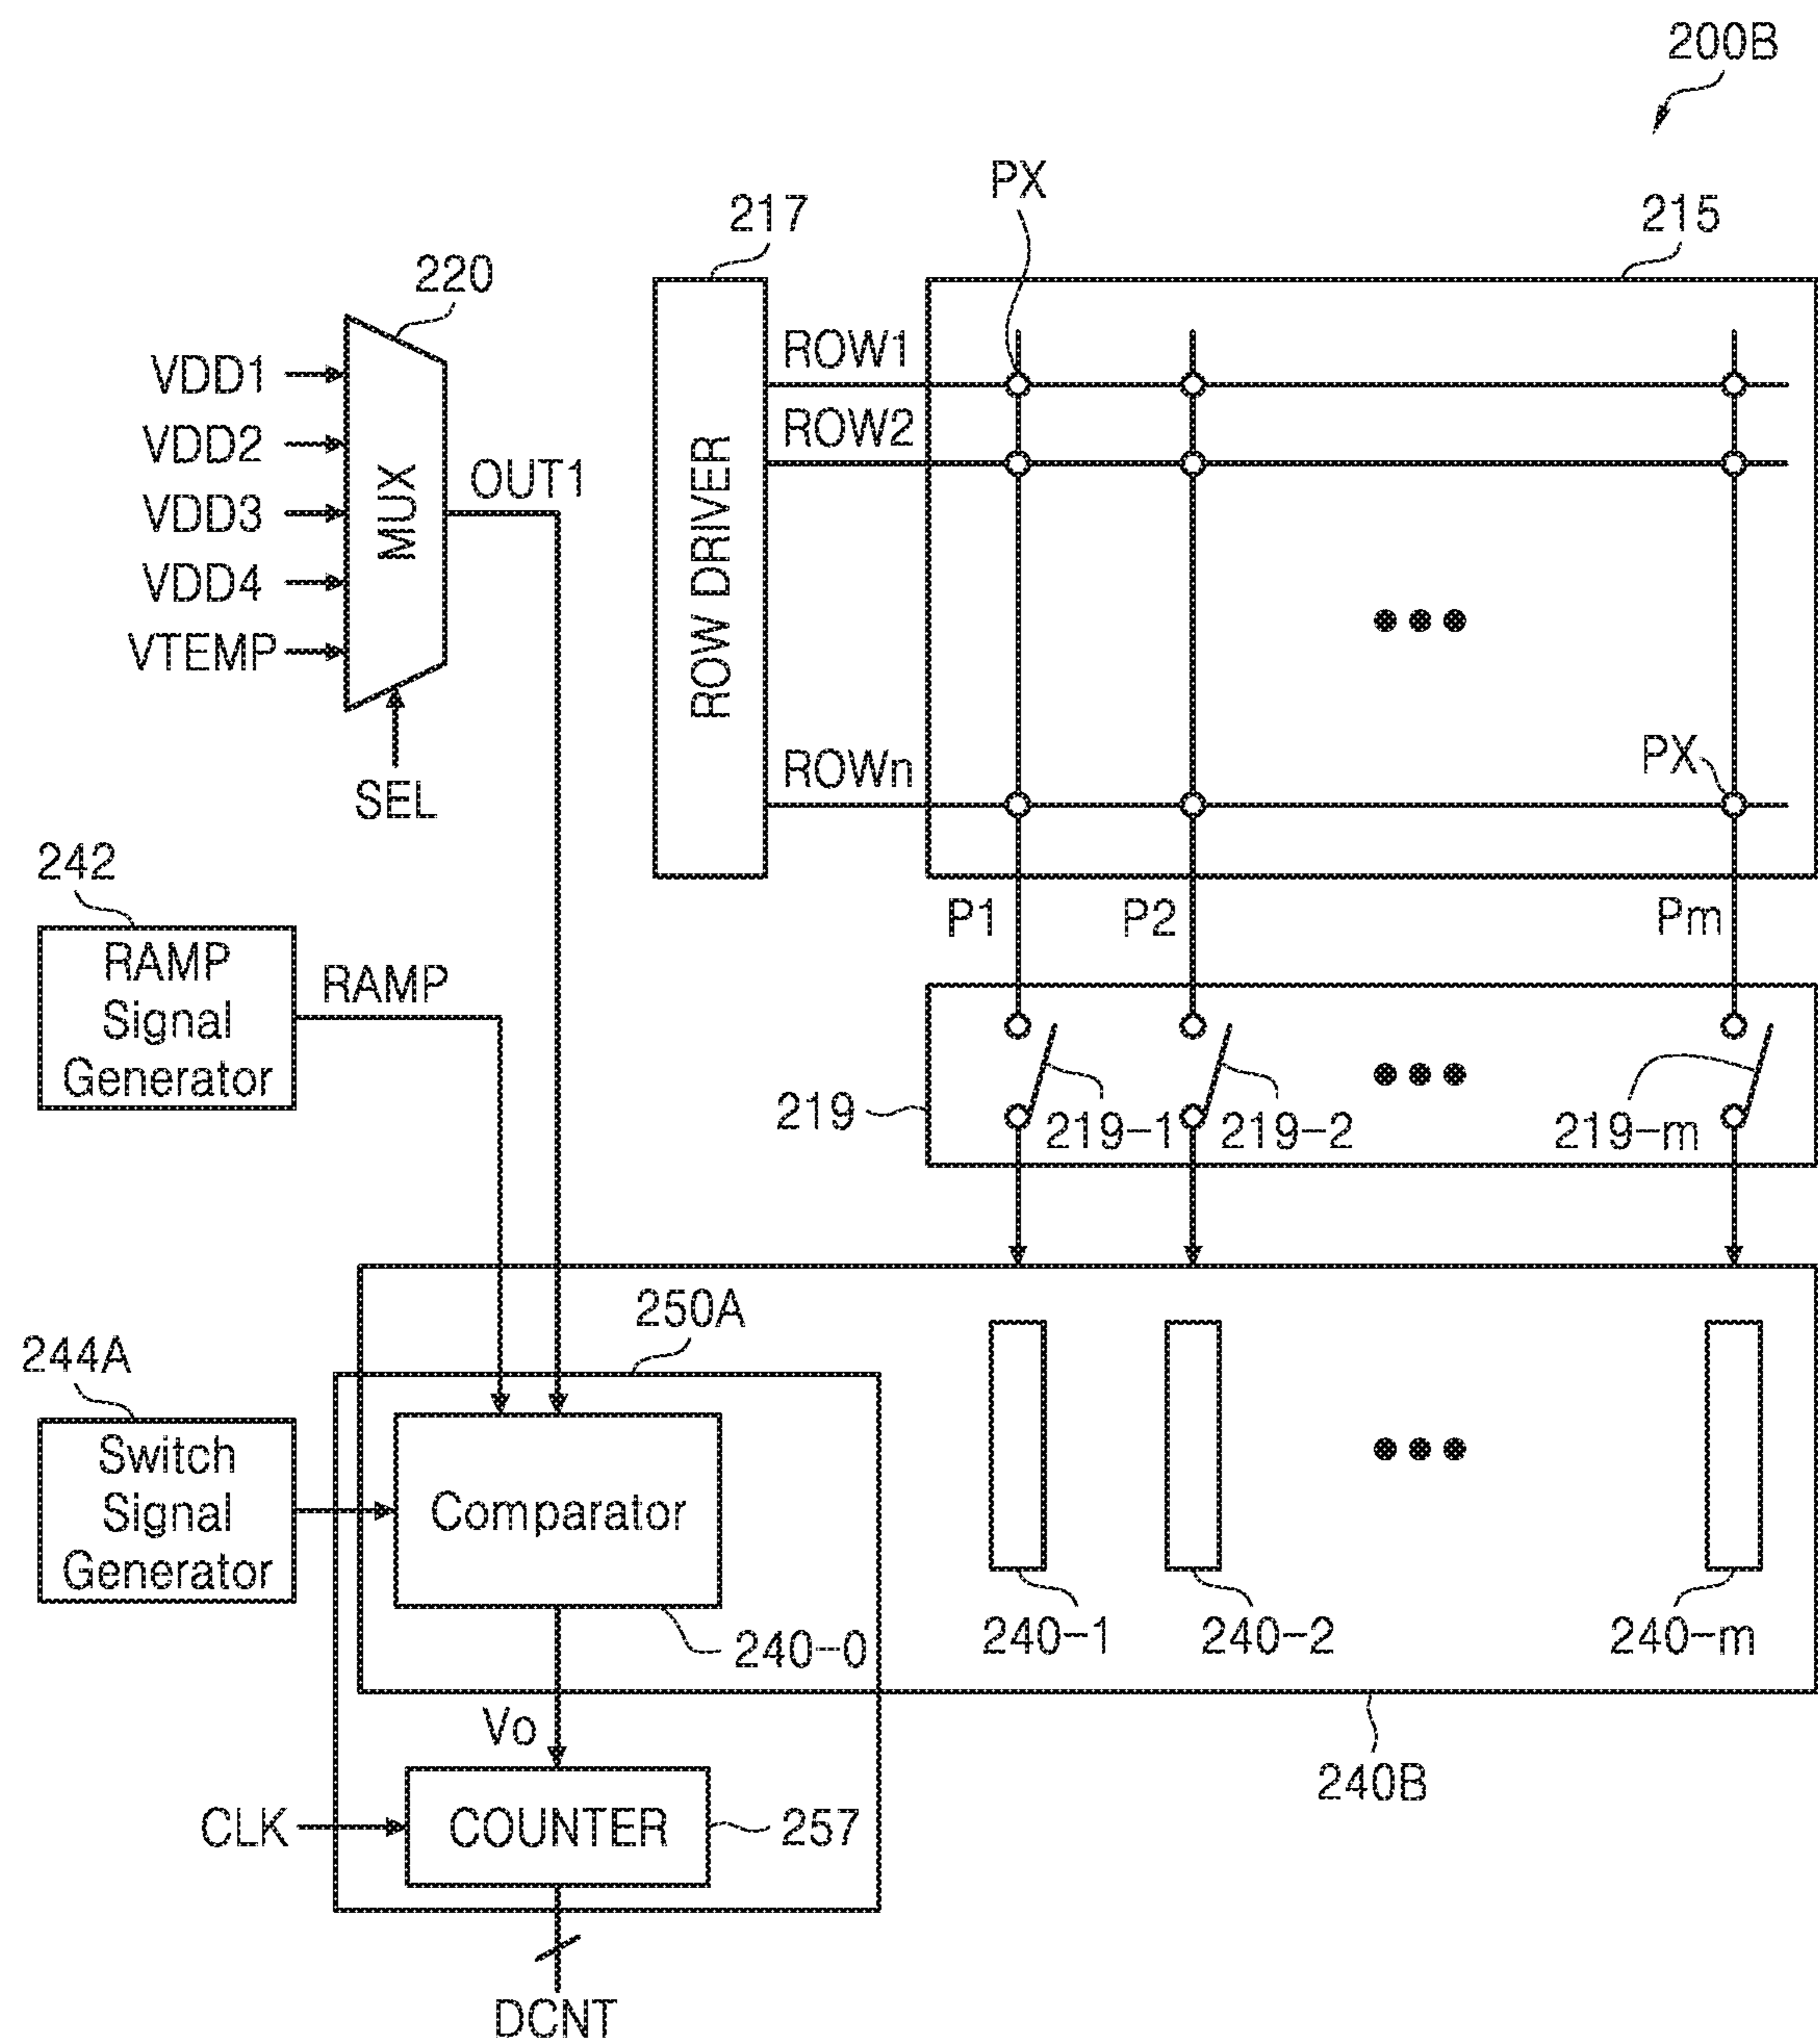 200B
PX
217
215
220
ROW1
VDD1
ROW2
VDD2
OUT1
VDD3
MUX
ROW DRIVER
VDD4
VTEMP
ROWn
PX
SEL
242
P1
P2
Pm
RAMP
Signal
Generator
RAMP
219
219-1
219-2
219-m
250A
244A
Switch
Signal
Generator
Comparator
240-0
240-1
240-2
240-m
Vo
240B
CLK
COUNTER
257
DCNT